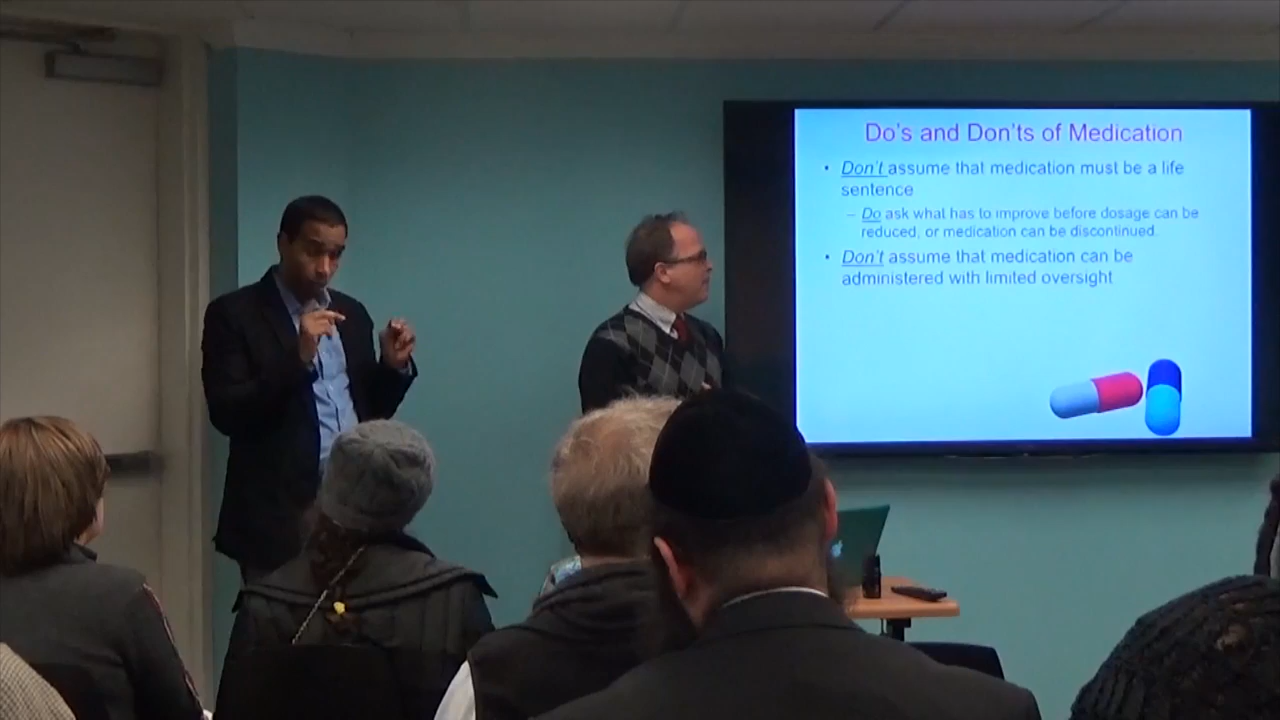 Do's and Don'ts of Medication
• Don't assume that medication must be a life
sentence
– Do ask what has to improve before dosage can be
reduced, or medication can be discontinued.
• Don't assume that medication can be
administered with limited oversight